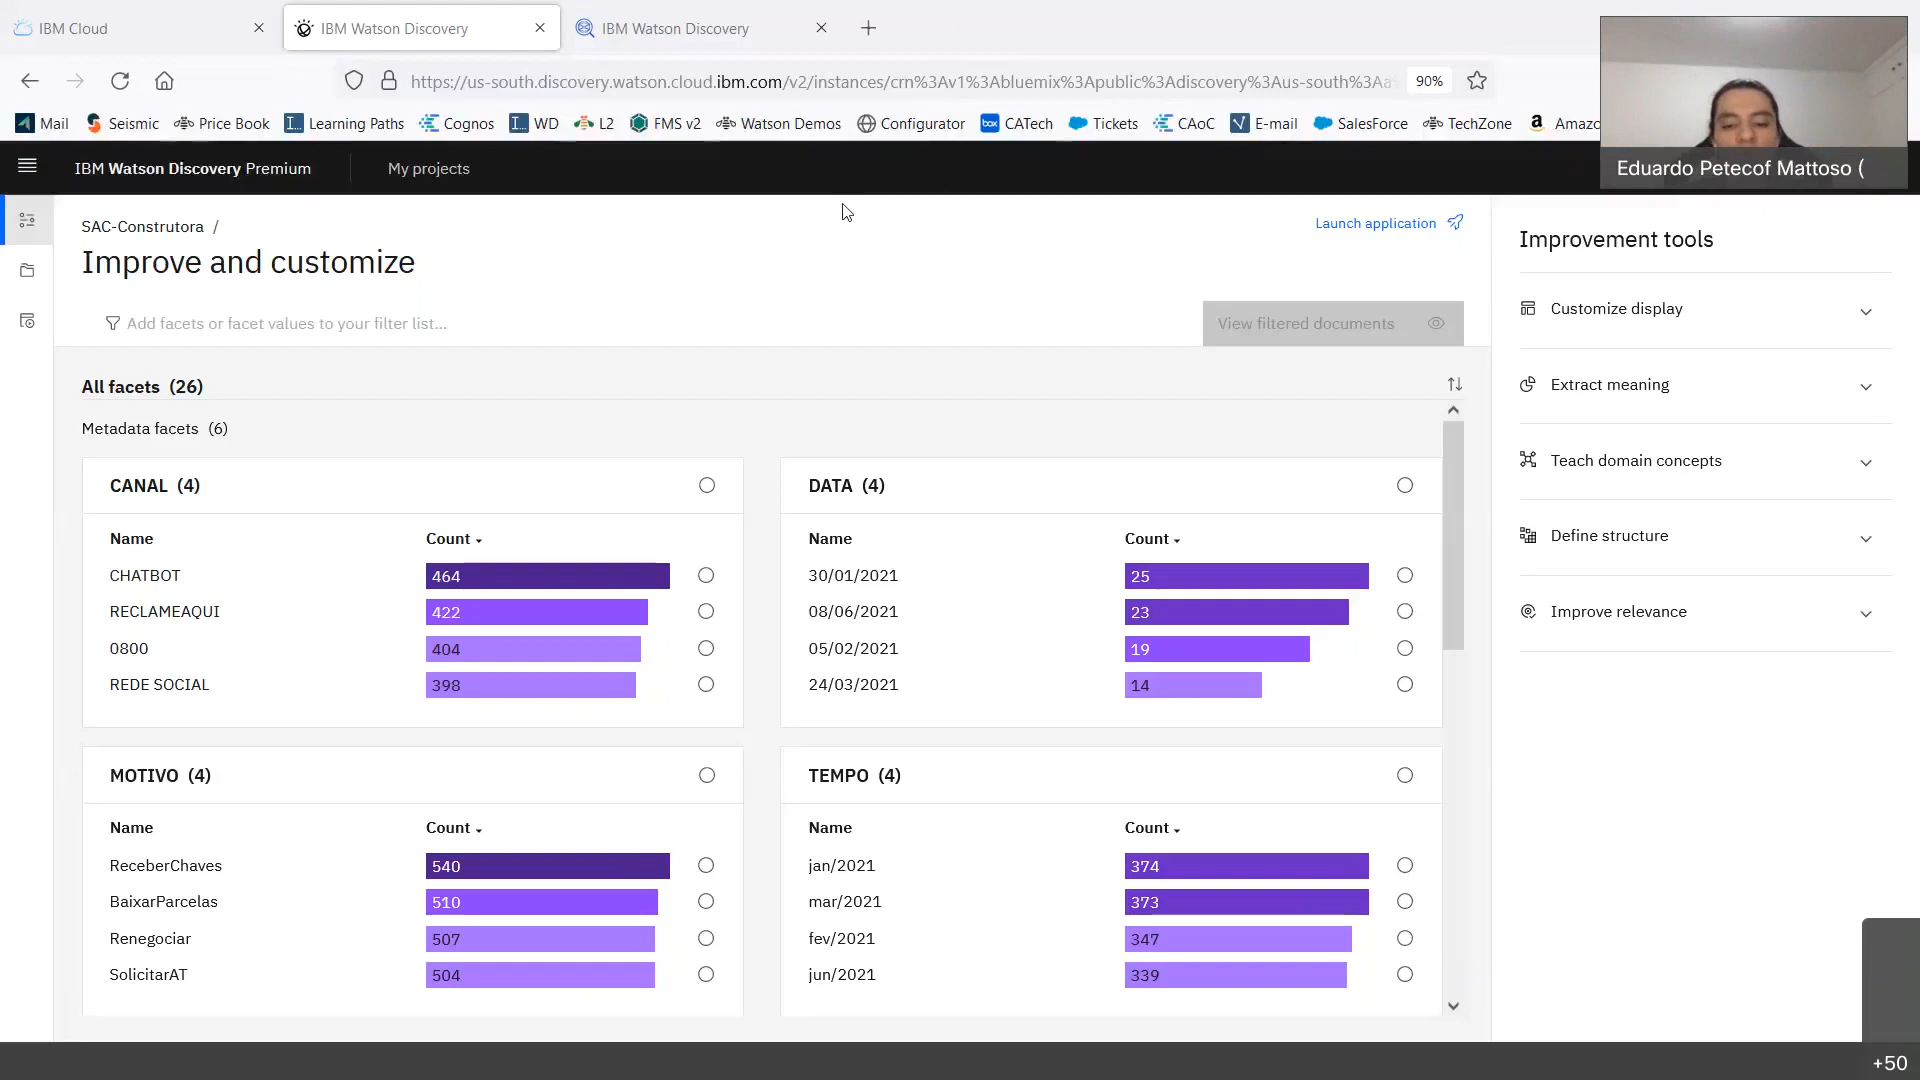 IBM Cloud
IBM Watson Discovery
IBM Watson Discovery
https://us-south.discovery.watson.cloud.ibm.com/v2/instances/crn%3Av1%3Abluemix%3Apublic%3Adiscovery%3Aus-south%3Aa
90%
Mail Seismic Price Book Learning Paths Cognos WD L2 FMS v2 Watson Demos Configurator CATech Tickets CAoC E-mail SalesForce TechZone Amazo
Eduardo Petecof Mattoso (
IBM Watson Discovery Premium
My projects
SAC-Construtora /
Launch application
Improve and customize
Add facets or facet values to your filter list...
View filtered documents
All facets (26)
Metadata facets (6)
CANAL (4)
Name Count
CHATBOT 464
RECLAMEAQUI 422
0800 404
REDE SOCIAL 398
DATA (4)
Name Count
30/01/2021 25
08/06/2021 23
05/02/2021 19
24/03/2021 14
MOTIVO (4)
Name Count
ReceberChaves 540
BaixarParcelas 510
Renegociar 507
SolicitarAT 504
TEMPO (4)
Name Count
jan/2021 374
mar/2021 373
fev/2021 347
jun/2021 339
Improvement tools
Customize display
Extract meaning
Teach domain concepts
Define structure
Improve relevance
+50